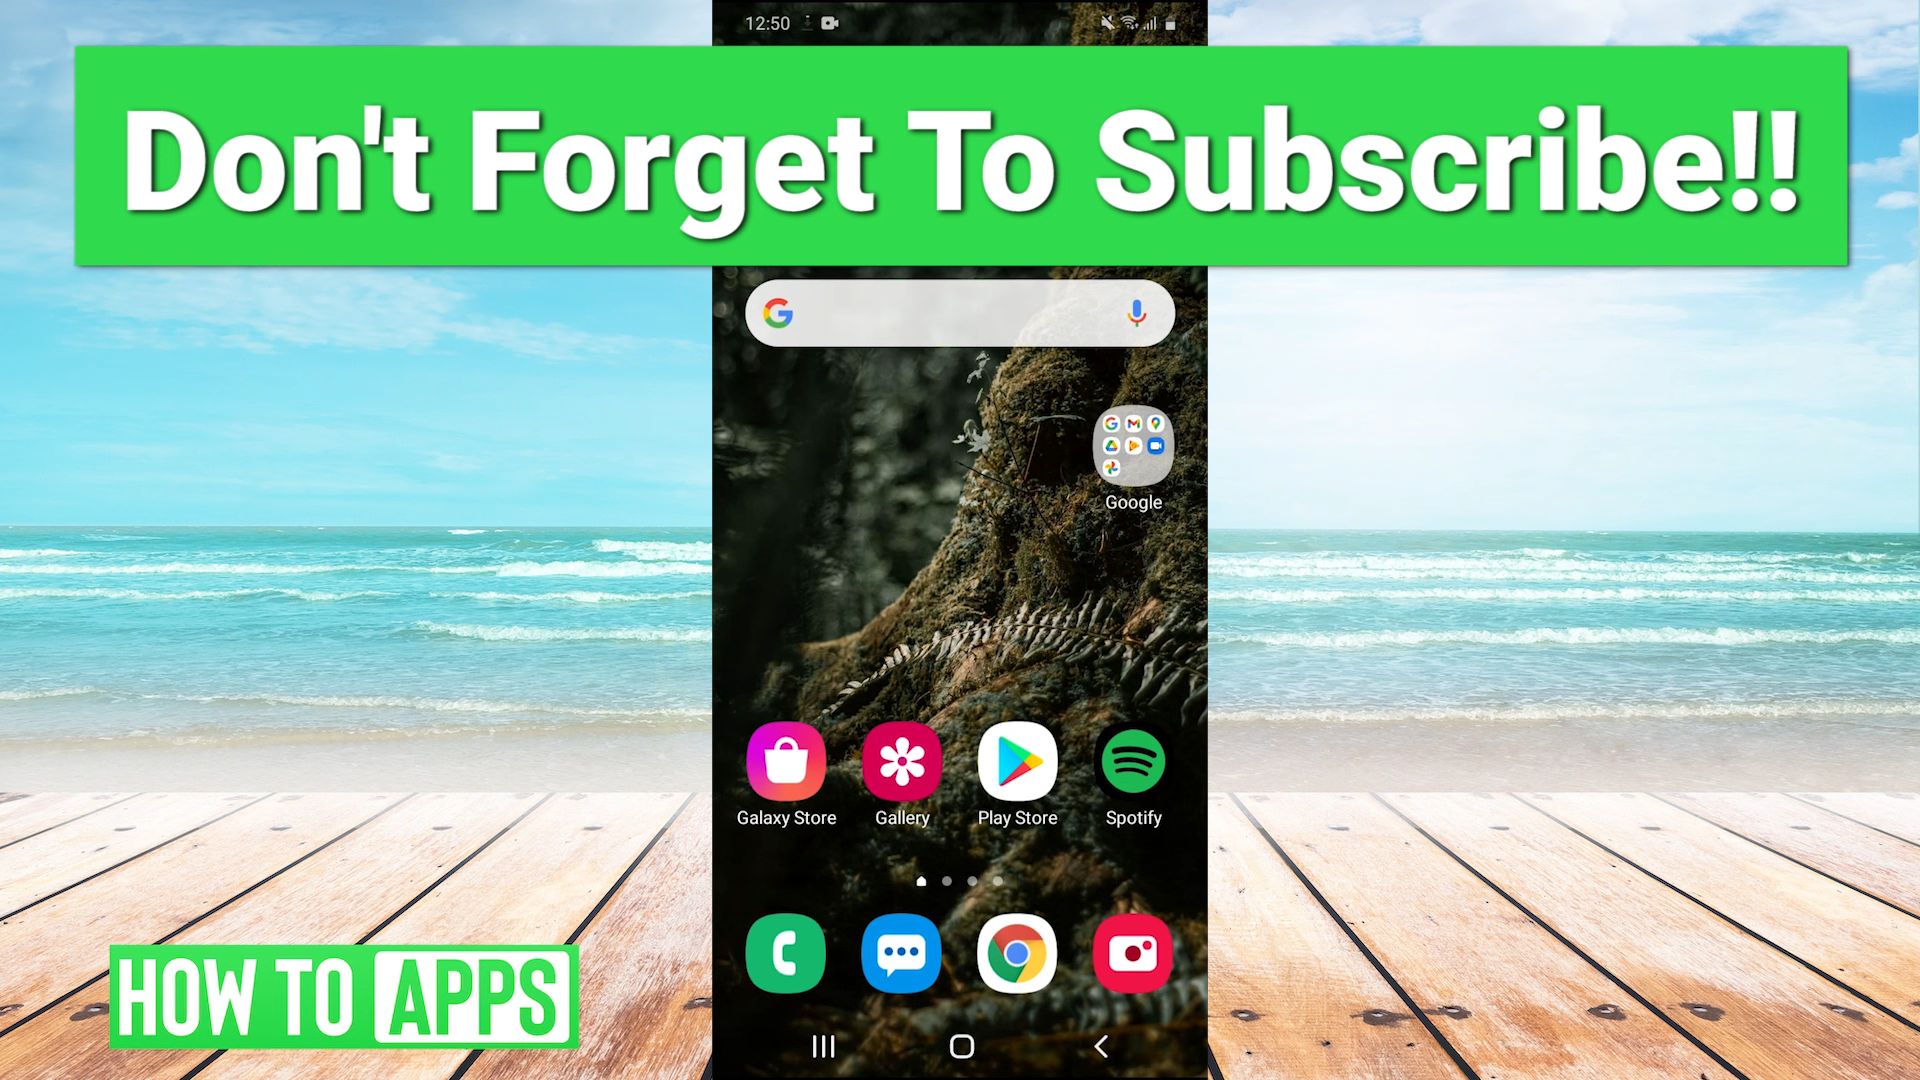 12:50
Don't Forget To Subscribe!!
Google
Galaxy Store
Gallery
Play Store
Spotify
HOW TO APPS